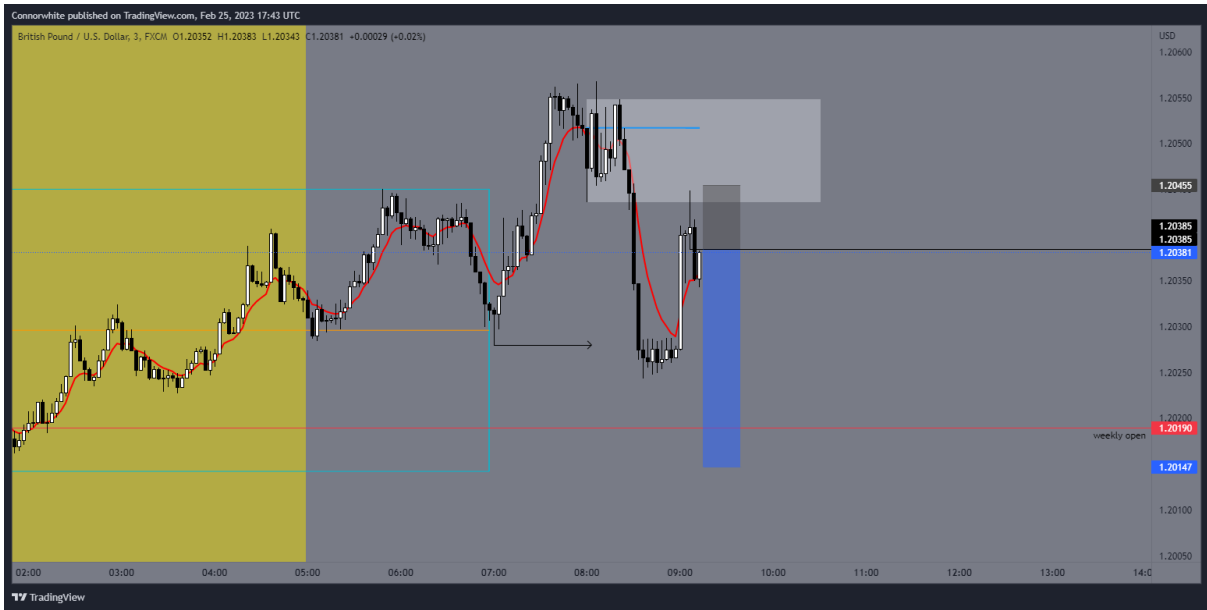 Connorwhite published on TradingView.com, Feb 25, 2023 17:43 UTC
British Pound / U.S. Dollar, 3, FXCM O1.20352 H1.20383 L1.20343 C1.20381 +0.00029 (+0.02%)
USD
1.20600
1.20550
1.20500
1.20455
1.20385
1.20385
1.20381
1.20350
1.20300
1.20250
1.20200
1.20190
weekly open
1.20147
1.20100
1.20050
02:00 03:00 04:00 05:00 06:00 07:00 08:00 09:00 10:00 11:00 12:00 13:00 14:0
TradingView